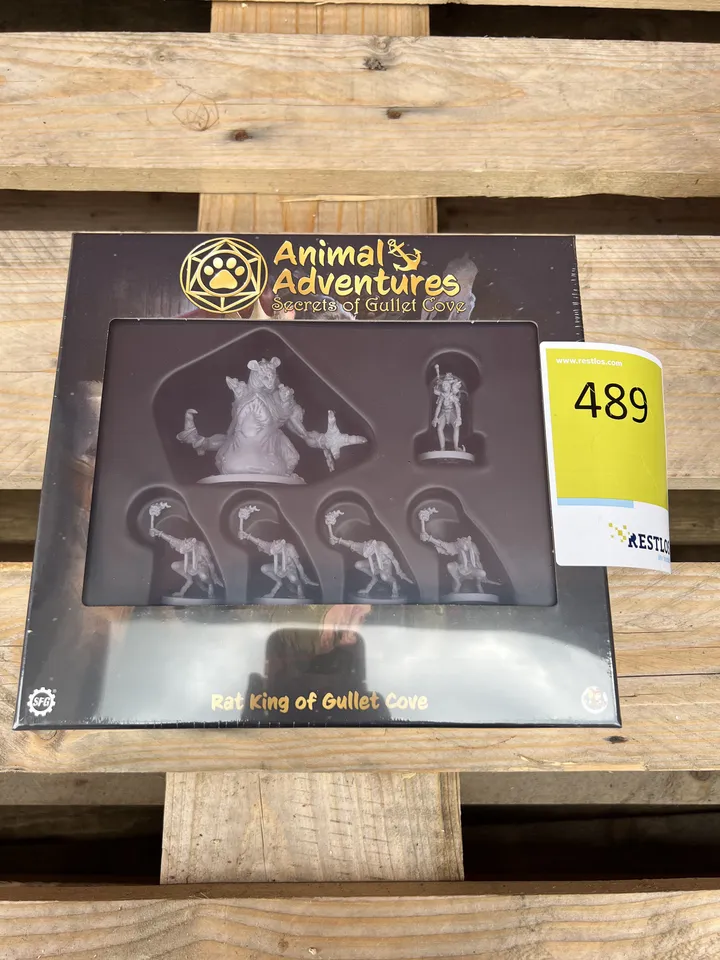 Animal
Adventures
Secrets of Gullet Cove
www.restlos.com
489
RESTLOS
Rat King of Gullet Cove
SFG